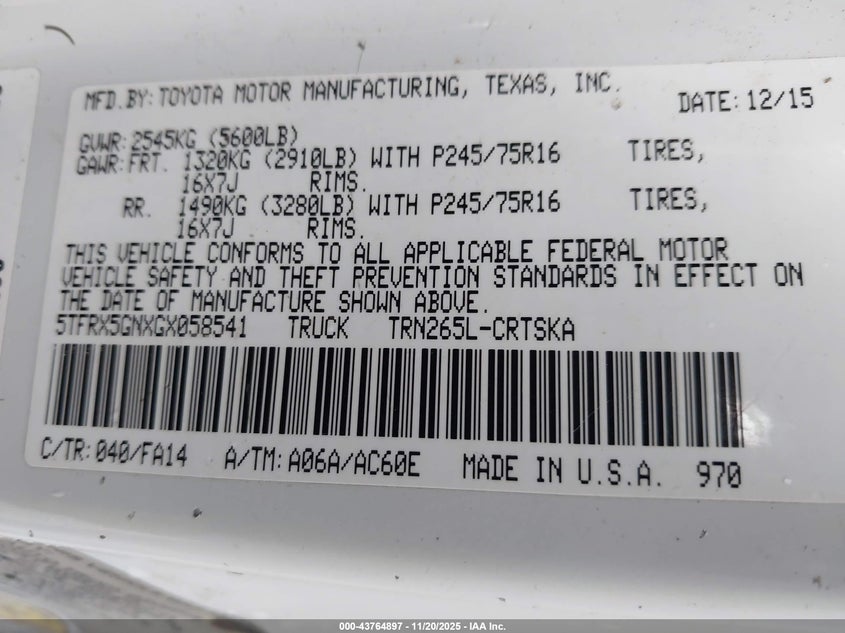 MFD.BY:TOYOTA MOTOR MANUFACTURING, TEXAS, INC. DATE:12/15
GVWR:2545KG (5600LB)
GAWR:FRT. 1320KG (2910LB) WITH P245/75R16 TIRES,
16X7J RIMS.
RR. 1490KG (3280LB) WITH P245/75R16 TIRES,
16X7J RIMS.
THIS VEHICLE CONFORMS TO ALL APPLICABLE FEDERAL MOTOR
VEHICLE SAFETY AND THEFT PREVENTION STANDARDS IN EFFECT ON
THE DATE OF MANUFACTURE SHOWN ABOVE.
5TFRX5GNXGX058541 TRUCK TRN265L-CRTSKA
C/TR:040/FA14 A/TM:A06A/AC60E MADE IN U.S.A. 970
000-43764897 - 11/20/2025 - IAA Inc.